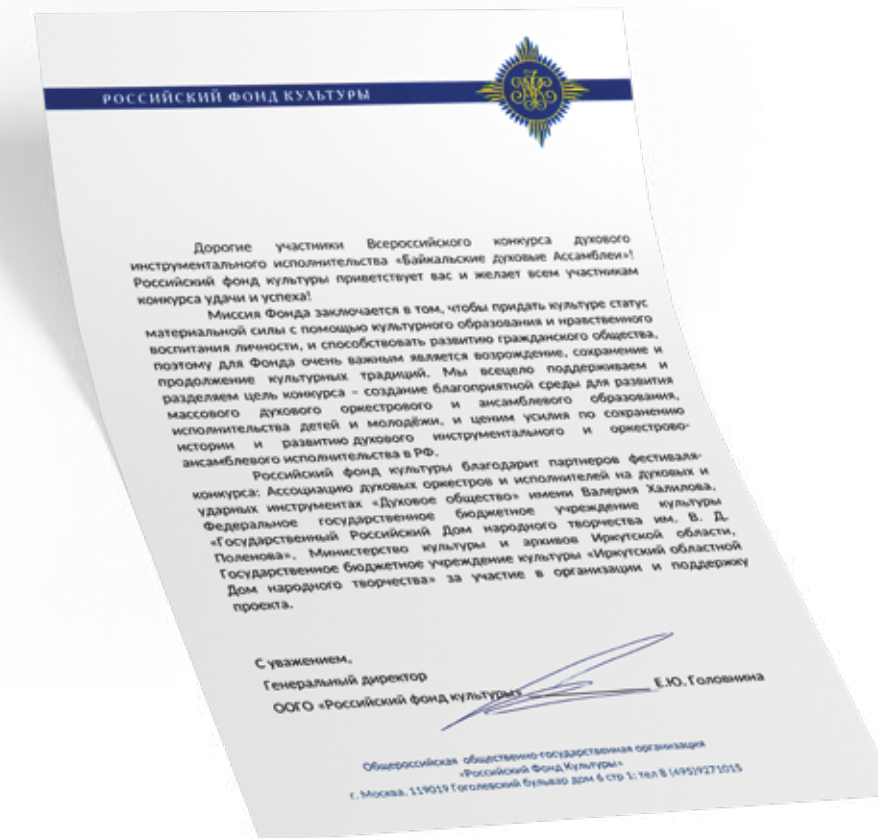 РОССИЙСКИЙ ФОНД КУЛЬТУРЫ
Дорогие участники Всероссийского конкурса духового
инструментального исполнительства «Байкальские духовые Ассамблеи»!
Российский фонд культуры приветствует вас и желает всем участникам
конкурса удачи и успеха!
Миссия Фонда заключается в том, чтобы придать культуре статус
материальной силы с помощью культурного образования и нравственного
воспитания личности, и способствовать развитию гражданского общества,
поэтому для Фонда очень важным является возрождение, сохранение и
продолжение культурных традиций. Мы всецело поддерживаем и
разделяем цель конкурса – создание благоприятной среды для развития
массового духового оркестрового и ансамблевого образования,
исполнительства детей и молодёжи, и ценим усилия по сохранению
истории и развитию духового инструментального и оркестрово-
ансамблевого исполнительства в РФ.
Российский фонд культуры благодарит партнеров фестиваля-
конкурса: Ассоциацию духовых оркестров и исполнителей на духовых и
ударных инструментах «Духовое общество» имени Валерия Халилова,
Федеральное государственное бюджетное учреждение культуры
«Государственный Российский Дом народного творчества им. В. Д.
Поленова», Министерство культуры и архивов Иркутской области,
Государственное бюджетное учреждение культуры «Иркутский областной
Дом народного творчества» за участие в организации и поддержку
проекта.
С уважением,
Генеральный директор
ООГО «Российский фонд культуры» Е.Ю. Головнина
Общероссийская общественно-государственная организация
«Российский Фонд Культуры»
г. Москва, 119019 Гоголевский бульвар дом 6 стр 1; тел 8 (495)9271015